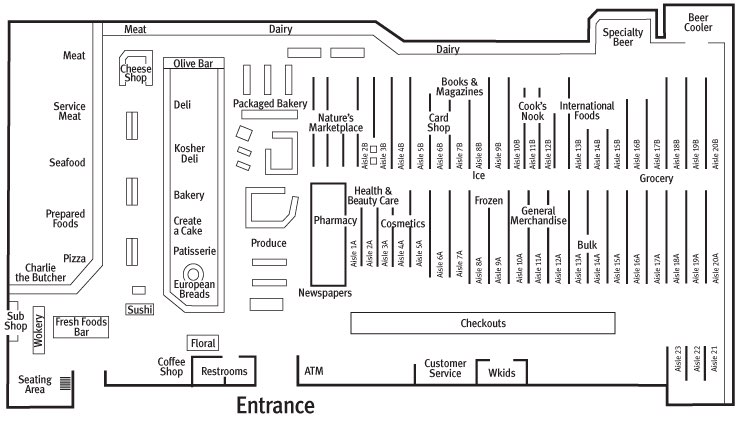 Meat
Dairy
Dairy
Specialty
Beer
Beer
Cooler
Meat
Service
Meat
Seafood
Prepared
Foods
Pizza
Charlie
the Butcher
Cheese
Shop
Olive Bar
Deli
Kosher
Deli
Bakery
Create
a Cake
Patisserie
European
Breads
Packaged Bakery
Produce
Nature's
Marketplace
Books &
Magazines
Card
Shop
Cook's
Nook
International
Foods
Aisle 2B
Aisle 3B
Aisle 4B
Aisle 5B
Aisle 6B
Aisle 7B
Aisle 8B
Aisle 9B
Aisle 10B
Aisle 11B
Aisle 12B
Aisle 13B
Aisle 14B
Aisle 15B
Aisle 16B
Aisle 17B
Aisle 18B
Aisle 19B
Aisle 20B
Ice
Grocery
Pharmacy
Health &
Beauty Care
Cosmetics
Frozen
General
Merchandise
Bulk
Aisle 1A
Aisle 2A
Aisle 3A
Aisle 4A
Aisle 5A
Aisle 6A
Aisle 7A
Aisle 8A
Aisle 9A
Aisle 10A
Aisle 11A
Aisle 12A
Aisle 13A
Aisle 14A
Aisle 15A
Aisle 16A
Aisle 17A
Aisle 18A
Aisle 19A
Aisle 20A
Newspapers
Sub
Shop
Wokery
Fresh Foods
Bar
Sushi
Floral
Checkouts
Seating
Area
Coffee
Shop
Restrooms
ATM
Customer
Service
Wkids
Aisle 23
Aisle 22
Aisle 21
Entrance